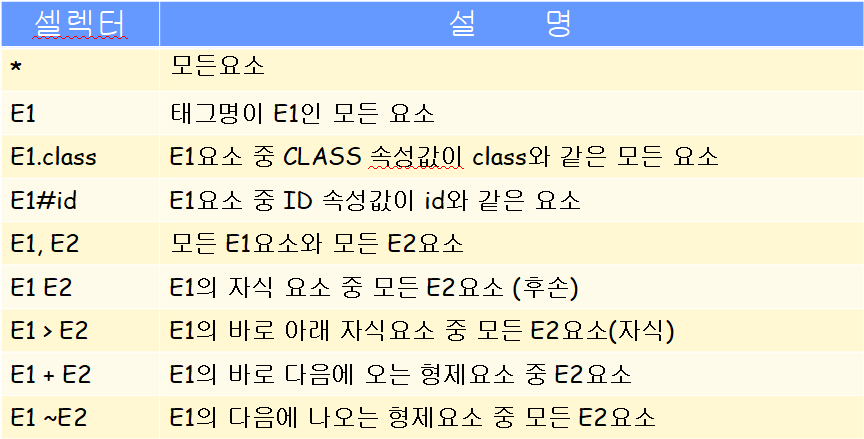 셀렉터 설 명
* 모든요소
E1 태그명이 E1인 모든 요소
E1.class E1요소 중 CLASS 속성값이 class와 같은 모든 요소
E1#id E1요소 중 ID 속성값이 id와 같은 요소
E1, E2 모든 E1요소와 모든 E2요소
E1 E2 E1의 자식 요소 중 모든 E2요소 (후손)
E1 > E2 E1의 바로 아래 자식요소 중 모든 E2요소(자식)
E1 + E2 E1의 바로 다음에 오는 형제요소 중 E2요소
E1 ~E2 E1의 다음에 나오는 형제요소 중 모든 E2요소